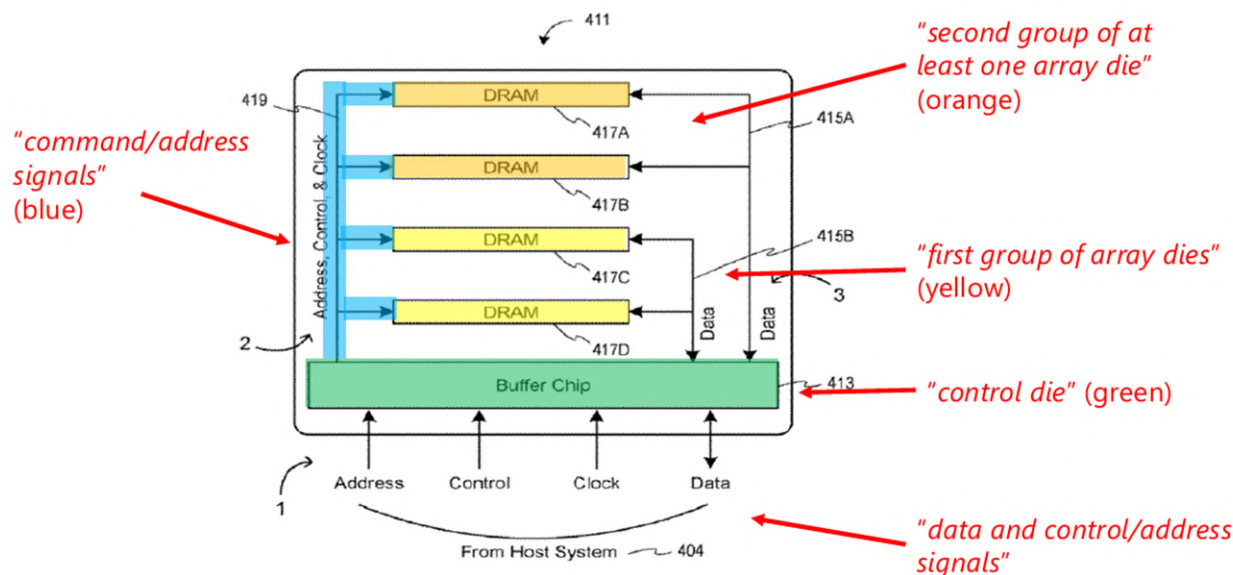 411
"second group of at
least one array die"
(orange)
419
DRAM
417A
415A
"command/address
signals"
(blue)
Address, Control, & Clock
DRAM
417B
415B
DRAM
417C
"first group of array dies"
(yellow)
3
DRAM
417D
2
Data
Data
Buffer Chip
413
"control die" (green)
1
Address Control Clock Data
From Host System 404
"data and control/address
signals"